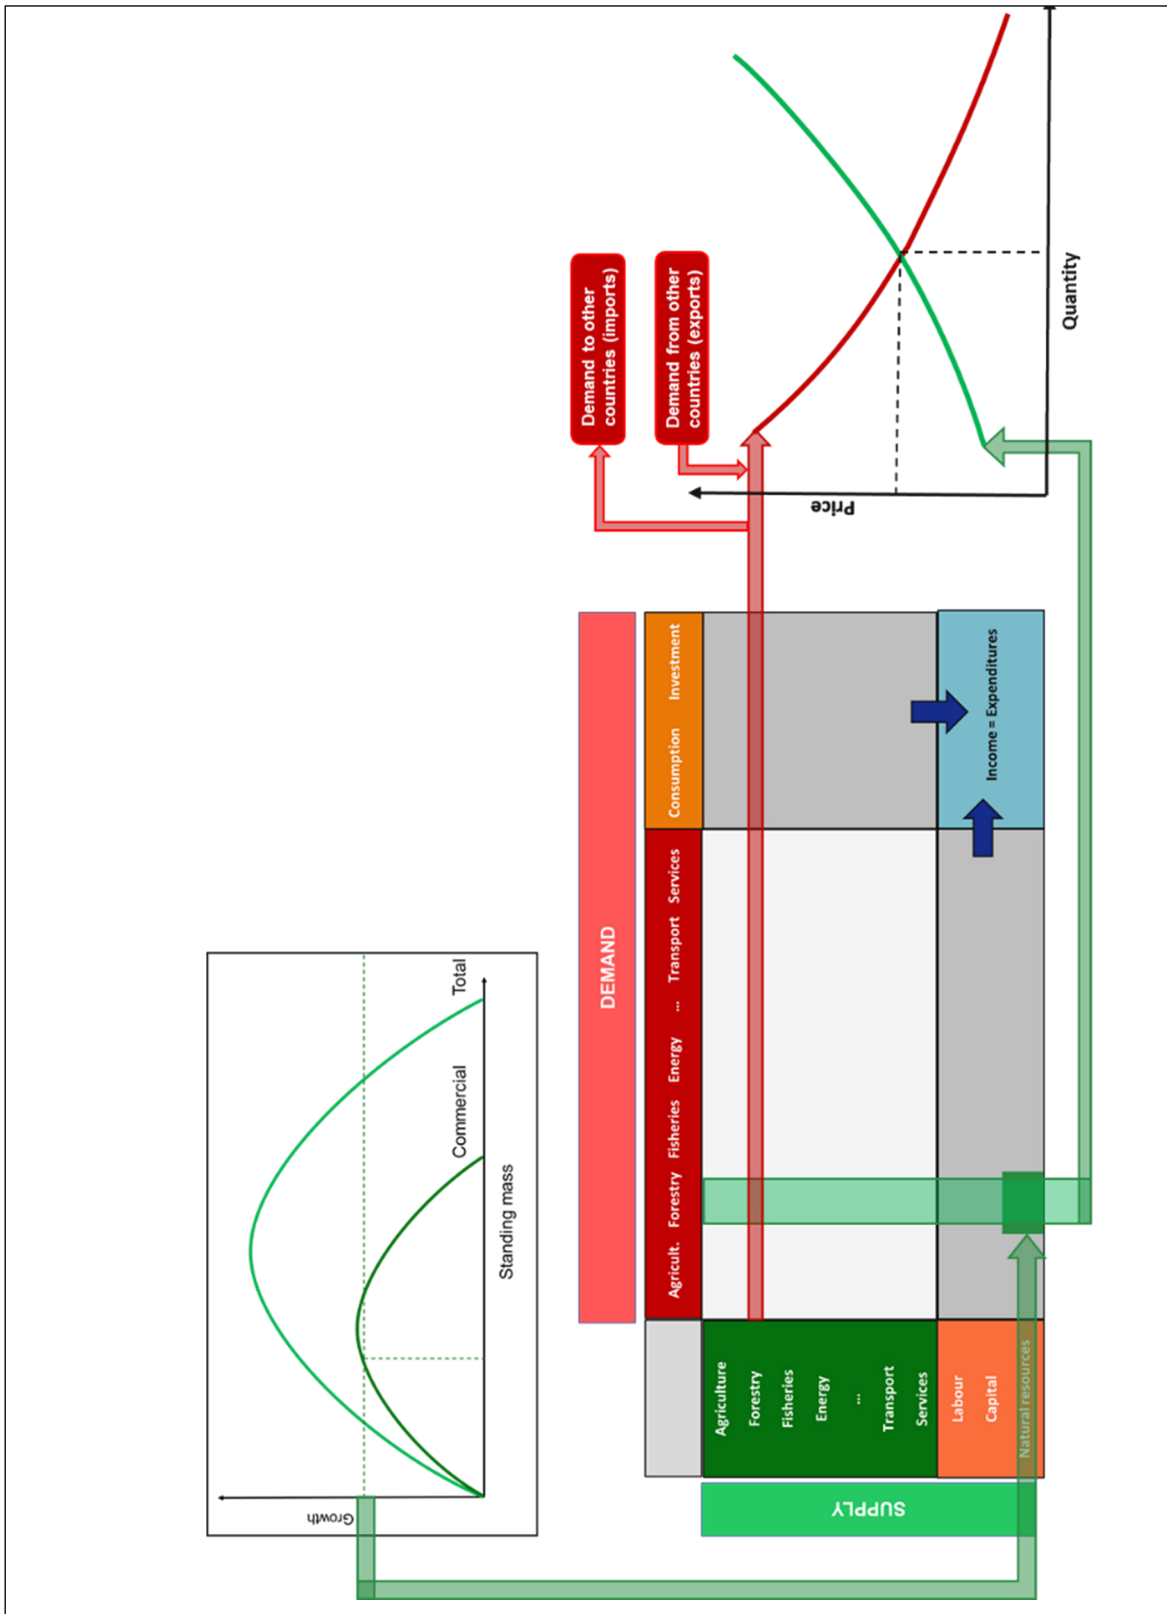 Growth
Total
Commercial
Standing mass
DEMAND
Agricult. Forestry Fisheries Energy ... Transport Services
Consumption Investment
SUPPLY
Agriculture
Forestry
Fisheries
Energy
...
Transport
Services
Labour
Capital
Natural resources
Income = Expenditures
Demand to other
countries (imports)
Demand from other
countries (exports)
Price
Quantity